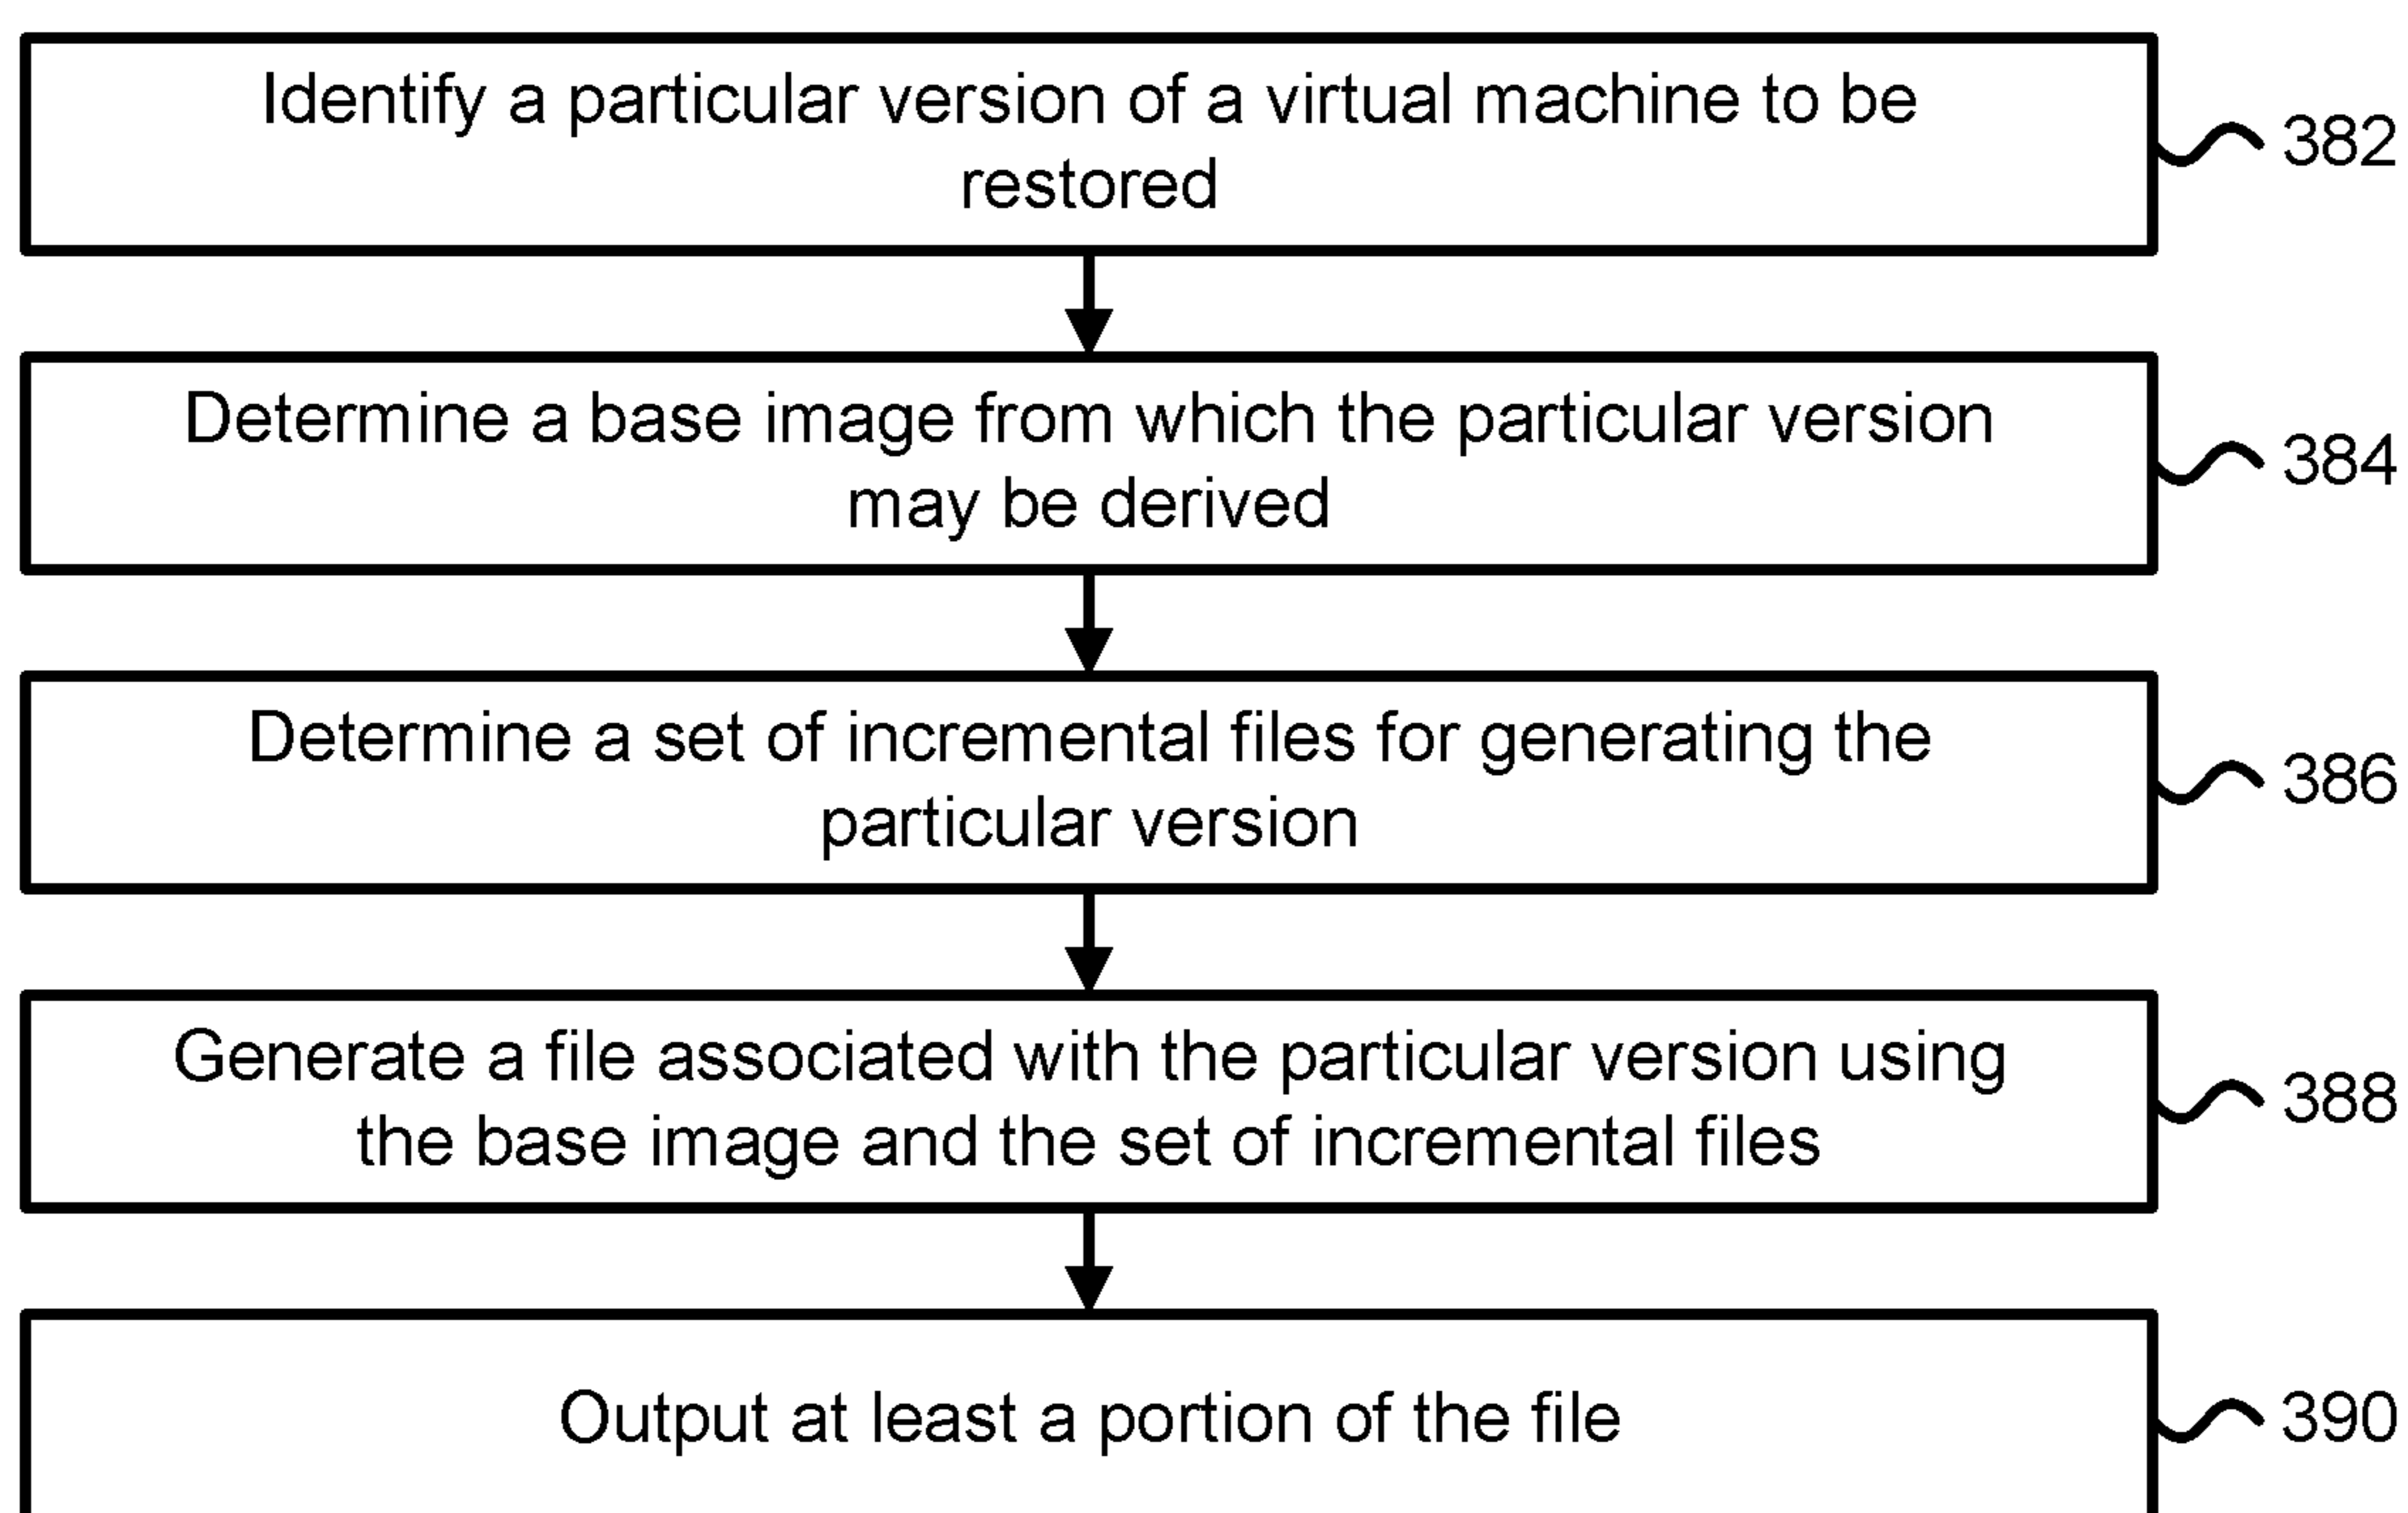 Identify a particular version of a virtual machine to be
restored
382
Determine a base image from which the particular version
may be derived
384
Determine a set of incremental files for generating the
particular version
386
Generate a file associated with the particular version using
the base image and the set of incremental files
388
Output at least a portion of the file
390